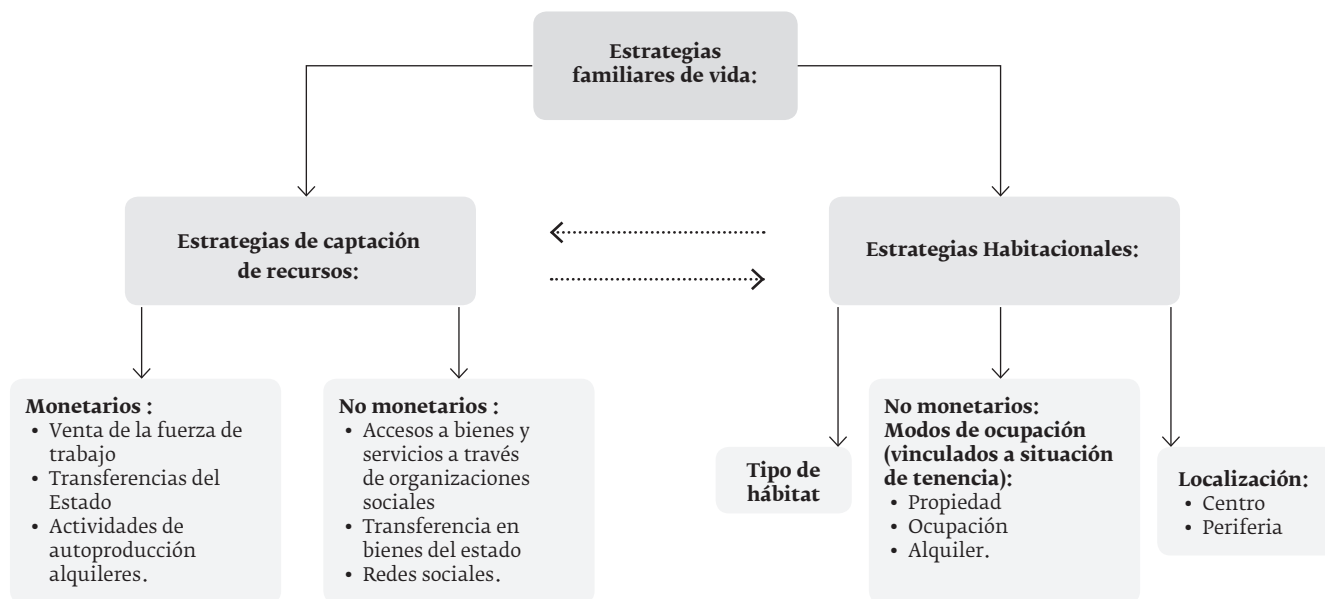 Estrategias
familiares de vida:
Estrategias de captación
de recursos:
Estrategias Habitacionales:
Monetarios :
• Venta de la fuerza de
trabajo
• Transferencias del
Estado
• Actividades de
autoproducción
alquileres.
No monetarios :
• Accesos a bienes y
servicios a través
de organizaciones
sociales
• Transferencia en
bienes del estado
• Redes sociales.
Tipo de
hábitat
No monetarios:
Modos de ocupación
(vinculados a situación
de tenencia):
• Propiedad
• Ocupación
• Alquiler.
Localización:
• Centro
• Periferia